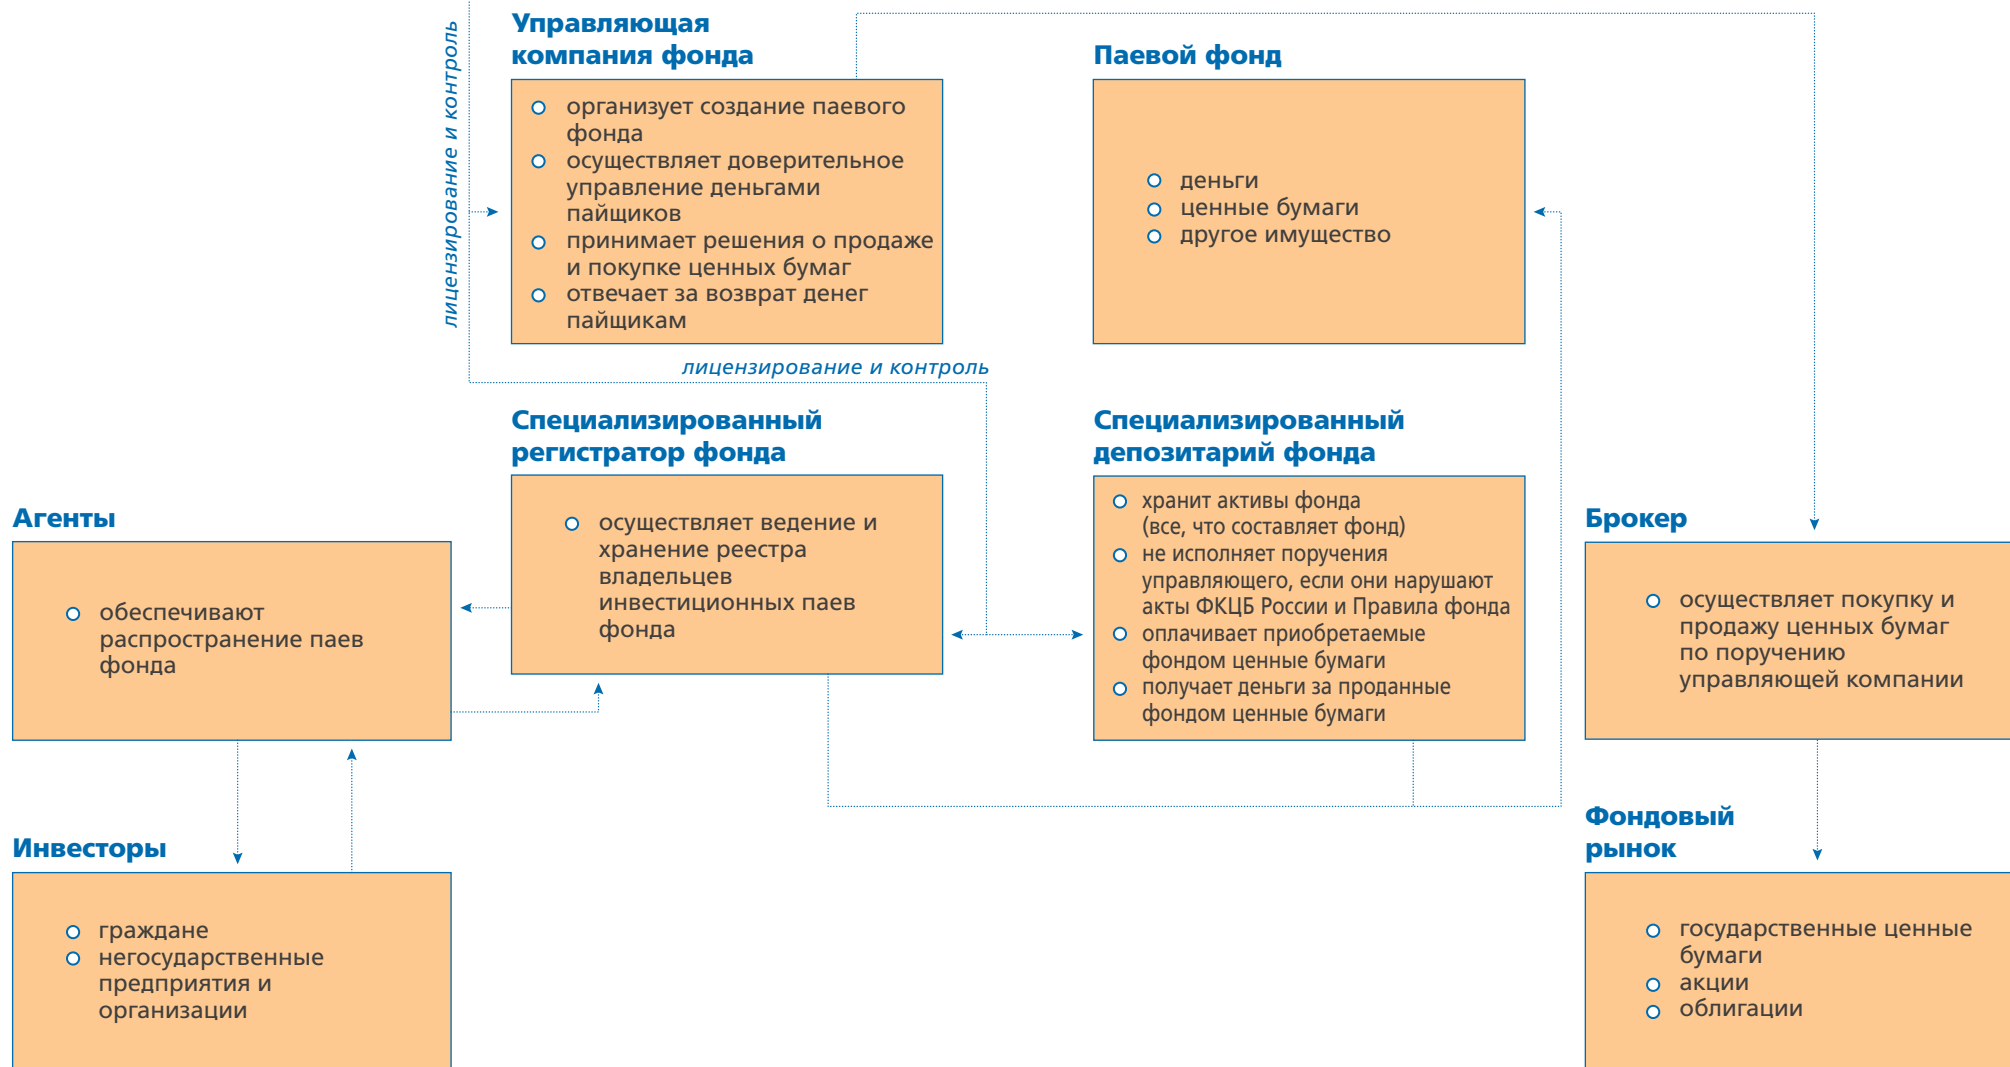 лицензирование и контроль
Управляющая
компания фонда
организует создание паевого
фонда
осуществляет доверительное
управление деньгами
пайщиков
принимает решения о продаже
и покупке ценных бумаг
отвечает за возврат денег
пайщикам
Паевой фонд
деньги
ценные бумаги
другое имущество
лицензирование и контроль
Специализированный
регистратор фонда
осуществляет ведение и
хранение реестра
владельцев
инвестиционных паев
фонда
Специализированный
депозитарий фонда
хранит активы фонда
(все, что составляет фонд)
не исполняет поручения
управляющего, если они нарушают
акты ФКЦБ России и Правила фонда
оплачивает приобретаемые
фондом ценные бумаги
получает деньги за проданные
фондом ценные бумаги
Агенты
обеспечивают
распространение паев
фонда
Брокер
осуществляет покупку и
продажу ценных бумаг
по поручению
управляющей компании
Инвесторы
граждане
негосударственные
предприятия и
организации
Фондовый
рынок
государственные ценные
бумаги
акции
облигации